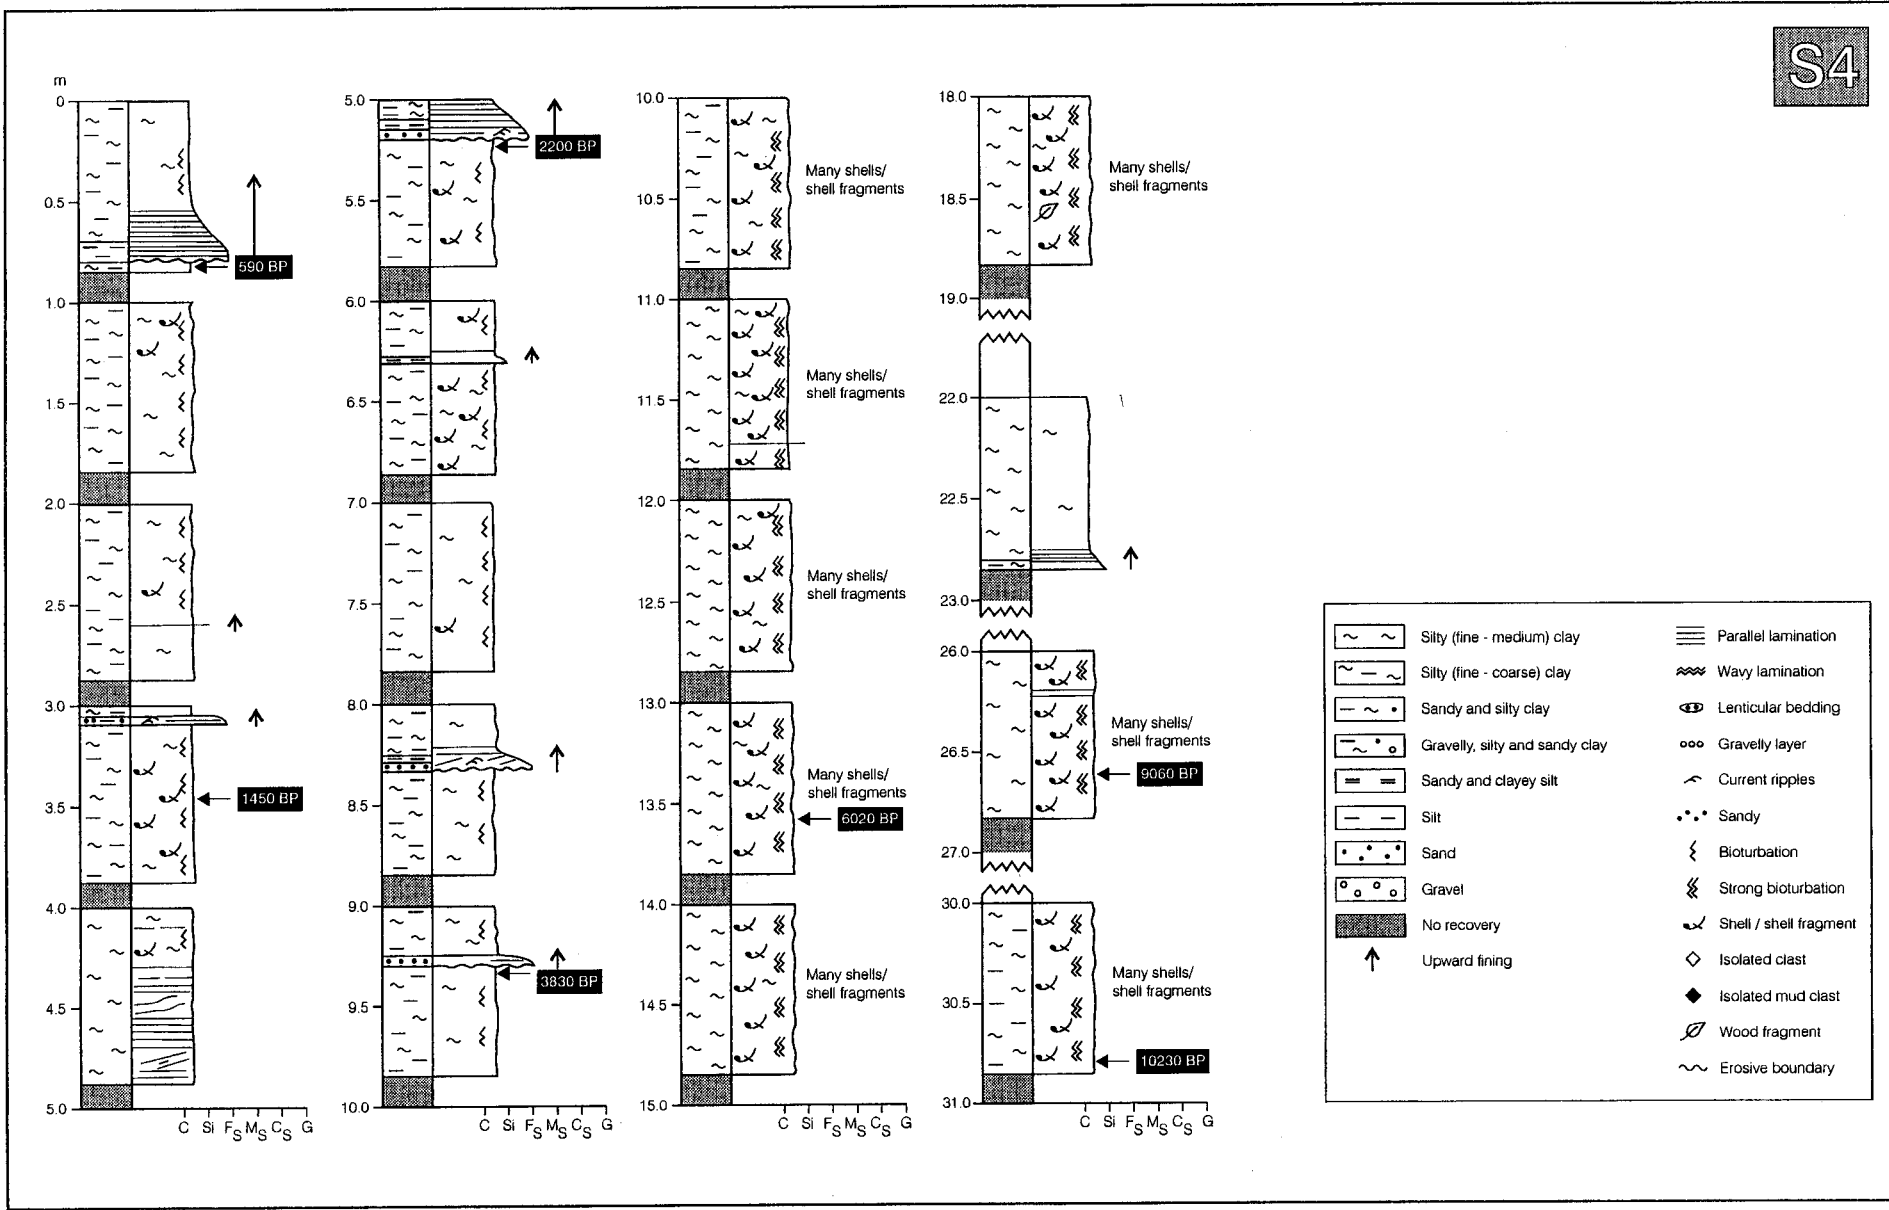 S4
m
0
0.5
590 BP
1.0
1.5
2.0
2.5
3.0
3.5
1450 BP
4.0
4.5
5.0
C Si FS MS CS G
5.0
2200 BP
5.5
6.0
6.5
7.0
7.5
8.0
8.5
9.0
3830 BP
9.5
10.0
C Si FS MS CS G
10.0
Many shells/
shell fragments
10.5
11.0
Many shells/
shell fragments
11.5
12.0
Many shells/
shell fragments
12.5
13.0
Many shells/
shell fragments
13.5
6020 BP
14.0
Many shells/
shell fragments
14.5
15.0
C Si FS MS CS G
18.0
Many shells/
shell fragments
18.5
19.0
22.0
22.5
23.0
26.0
Many shells/
shell fragments
26.5
9060 BP
27.0
30.0
Many shells/
shell fragments
30.5
10230 BP
31.0
C Si FS MS CS G
Silty (fine - medium) clay
Silty (fine - coarse) clay
Sandy and silty clay
Gravelly, silty and sandy clay
Sandy and clayey silt
Silt
Sand
Gravel
No recovery
Upward fining
Parallel lamination
Wavy lamination
Lenticular bedding
Gravelly layer
Current ripples
Sandy
Bioturbation
Strong bioturbation
Shell / shell fragment
Isolated clast
Isolated mud clast
Wood fragment
Erosive boundary